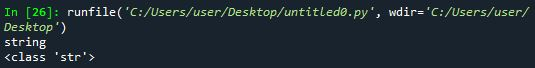 In [26]: runfile('C:/Users/user/Desktop/untitled0.py', wdir='C:/Users/user/
Desktop')
string
<class 'str'>